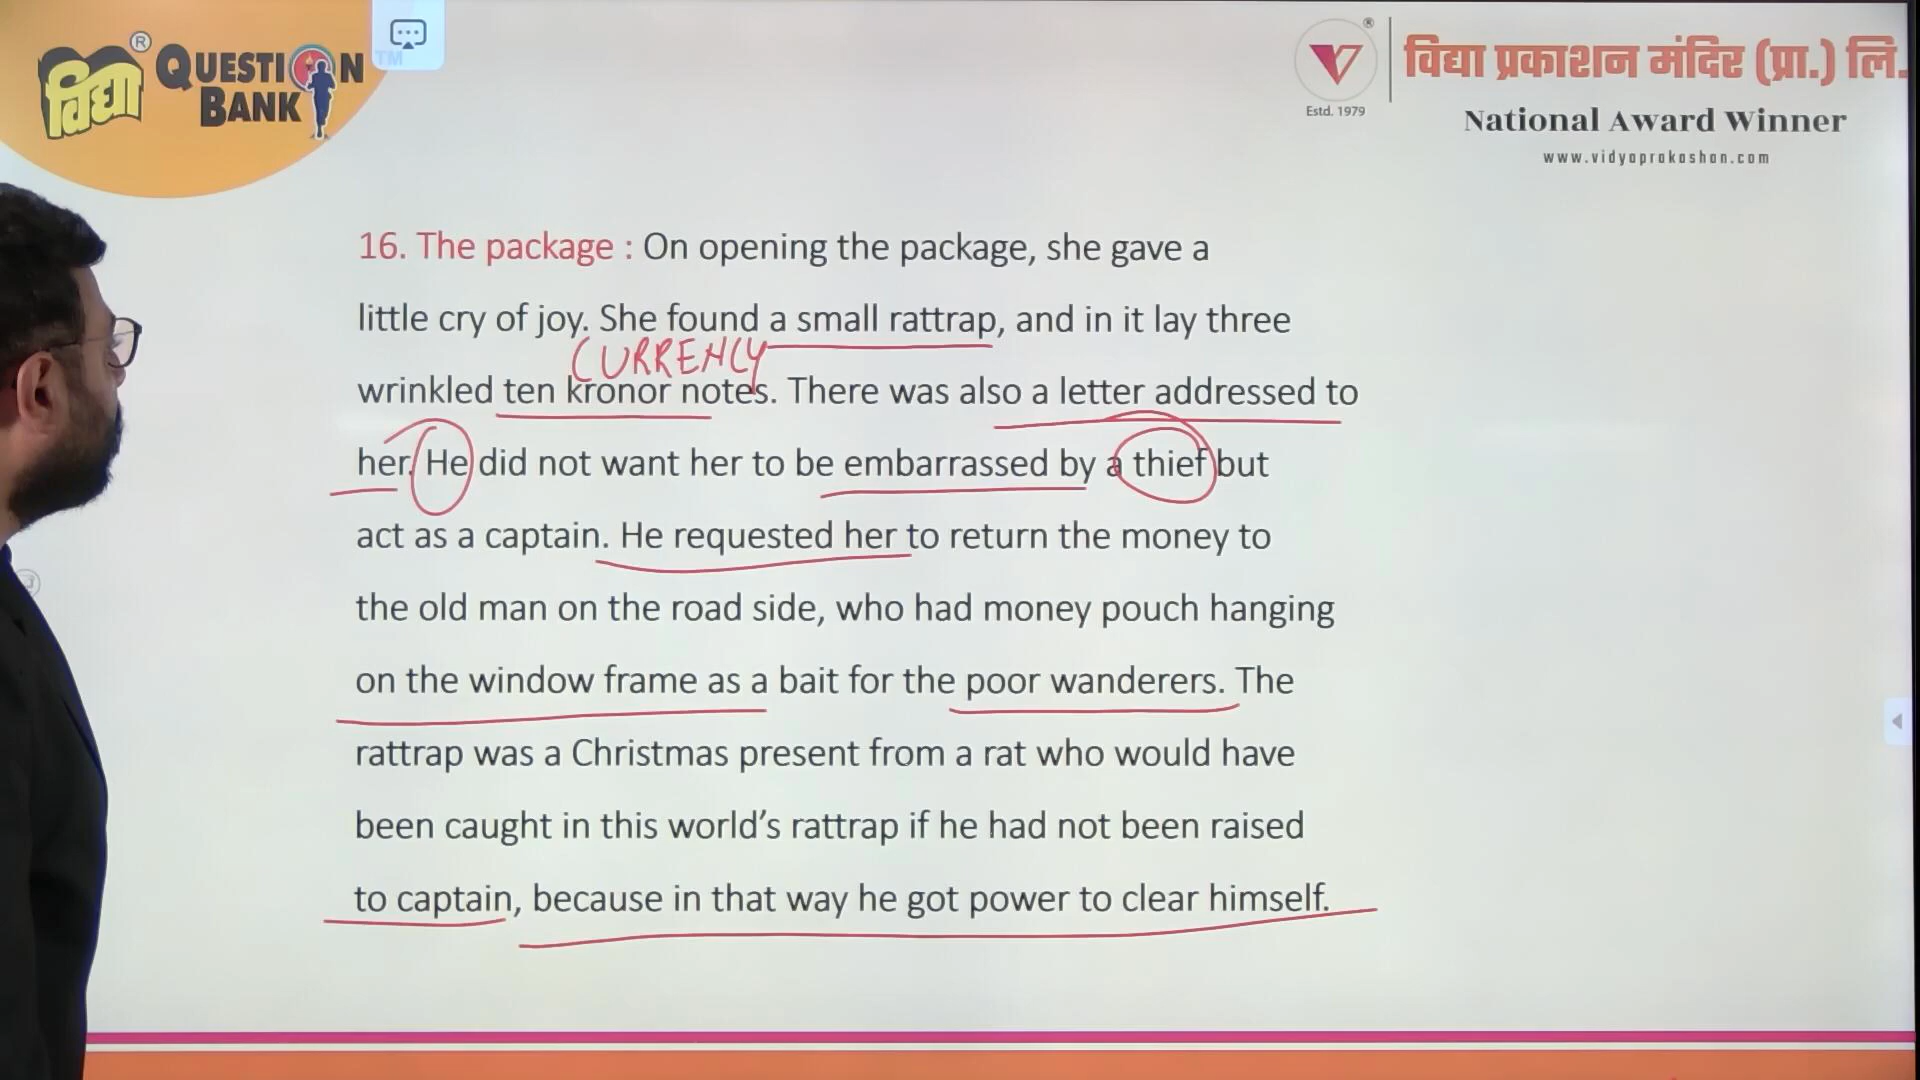 विद्या® QUESTION BANK TM
® Estd. 1979
विद्या प्रकाशन मंदिर (प्रा.) लि.
National Award Winner
www.vidyaprakashan.com
16. The package : On opening the package, she gave a
little cry of joy. She found a small rattrap, and in it lay three
CURRENCY
wrinkled ten kronor notes. There was also a letter addressed to
her. He did not want her to be embarrassed by a thief but
act as a captain. He requested her to return the money to
the old man on the road side, who had money pouch hanging
on the window frame as a bait for the poor wanderers. The
rattrap was a Christmas present from a rat who would have
been caught in this world's rattrap if he had not been raised
to captain, because in that way he got power to clear himself.